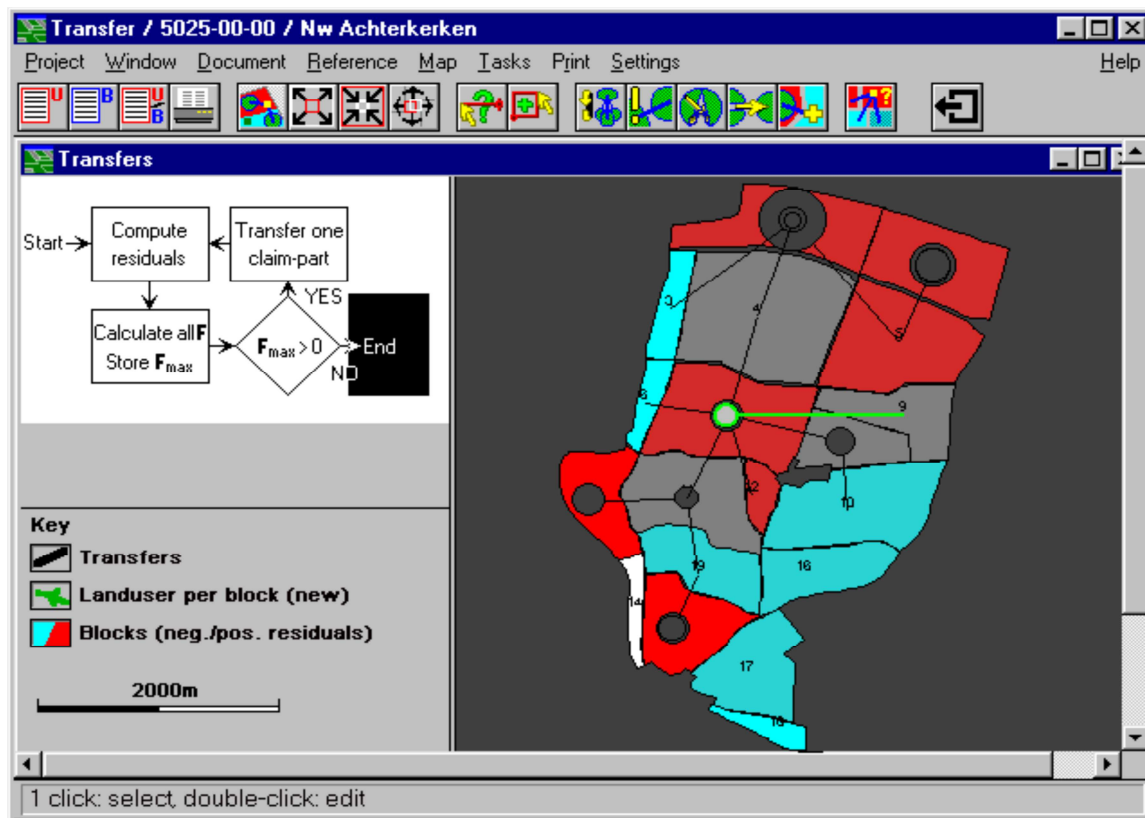 Transfer / 5025-00-00 / Nw Achterkerken
Project Window Document Reference Map Tasks Print Settings Help
U B U B
Transfers
Start
Compute
residuals
Transfer one
claim-part
YES
Calculate all F
Store Fmax
Fmax > 0
End
NO
Key
Transfers
Landuser per block (new)
Blocks (neg./pos. residuals)
2000m
3
4
5
9
10
19
16
14
17
1 click: select, double-click: edit